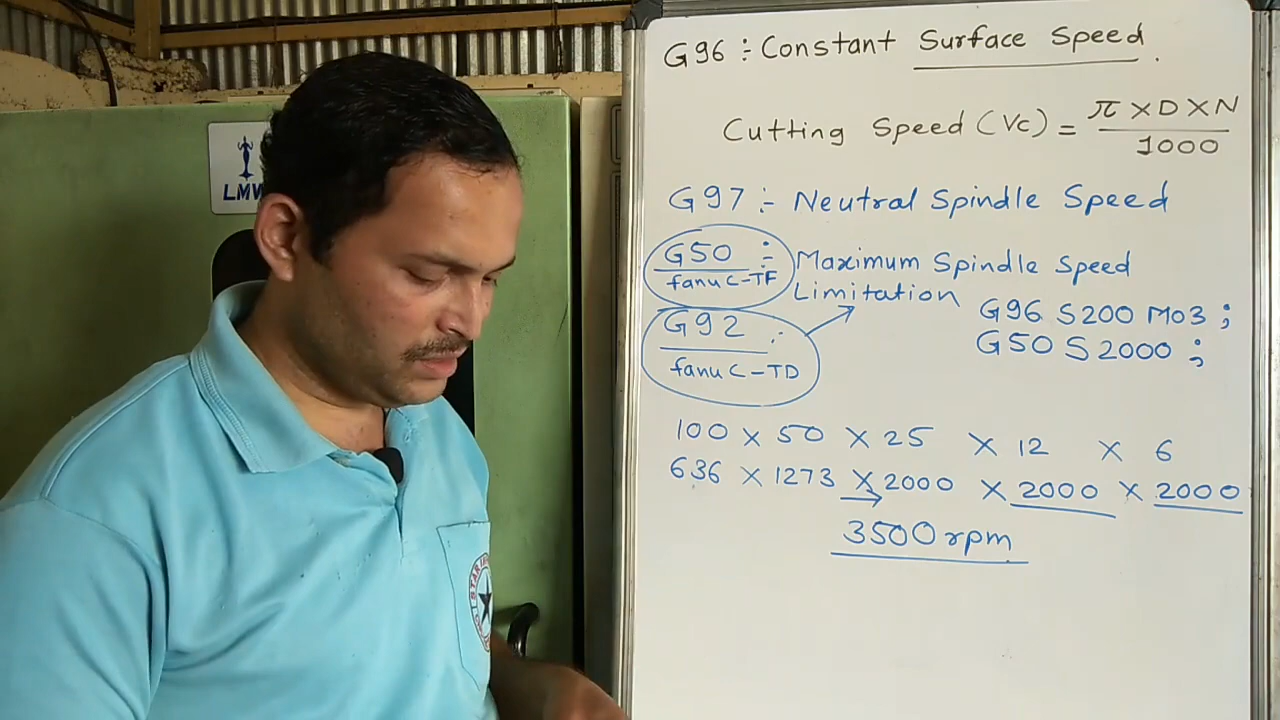 G96 :- Constant Surface Speed .
Cutting Speed (Vc) = π × D × N
1000
LMW
G97 :- Neutral Spindle Speed
G50 :- Maximum Spindle Speed
fanuc-TF Limitation
G96 S200 M03 ;
G92 :-
G50 S2000 ;
fanuc-TD
100 × 50 × 25 × 12 × 6
636 × 1273 × 2000 × 2000 × 2000
3500 rpm
STAR